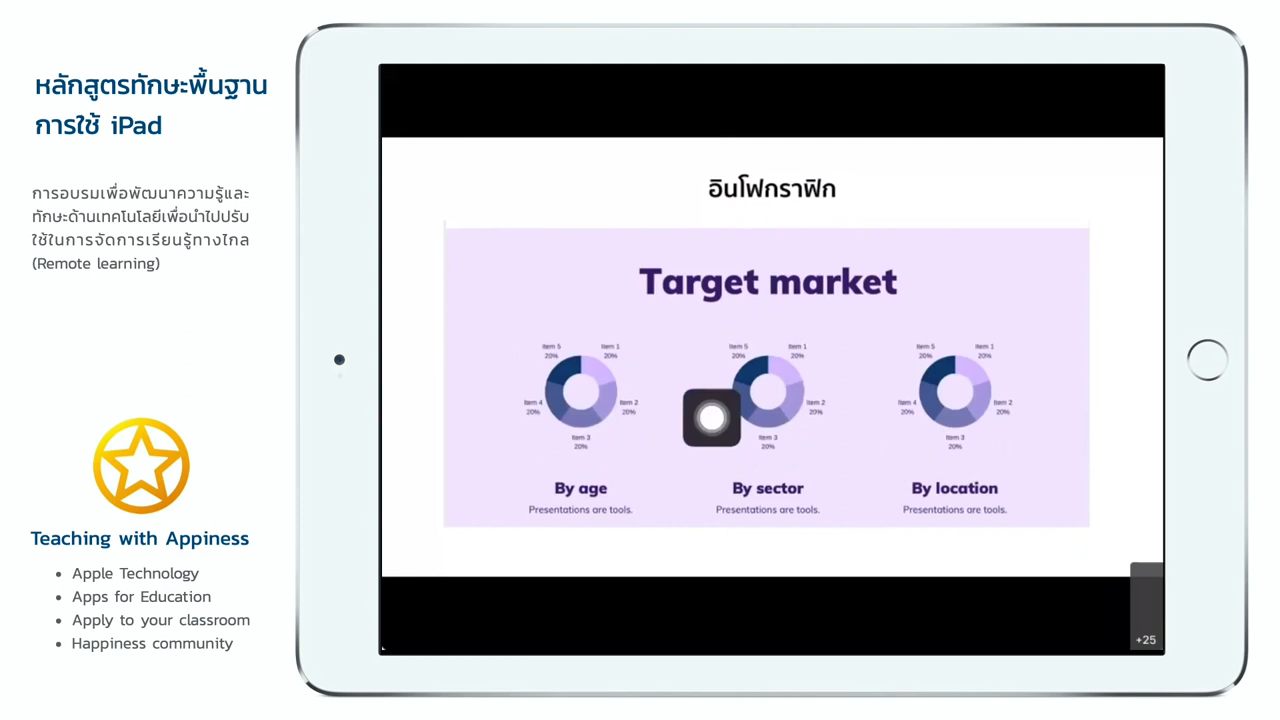 หลักสูตรทักษะพื้นฐาน
การใช้ iPad
การอบรมเพื่อพัฒนาความรู้และ
ทักษะด้านเทคโนโลยีเพื่อนำไปปรับ
ใช้ในการจัดการเรียนรู้ทางไกล
(Remote learning)
Teaching with Appiness
• Apple Technology
• Apps for Education
• Apply to your classroom
• Happiness community
อินโฟกราฟิก
Target market
Item 5
20%
Item 1
20%
Item 4
20%
Item 2
20%
Item 3
20%
By age
Presentations are tools.
Item 5
20%
Item 1
20%
Item 2
20%
Item 3
20%
By sector
Presentations are tools.
Item 5
20%
Item 1
20%
Item 4
20%
Item 2
20%
Item 3
20%
By location
Presentations are tools.
+25